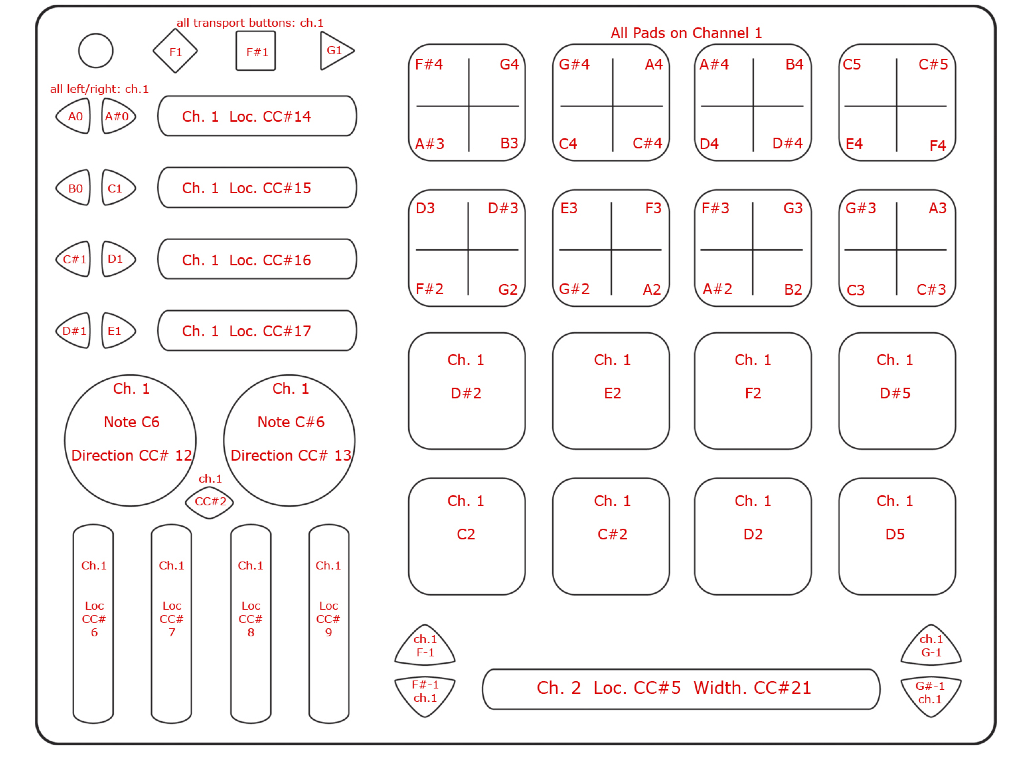 all transport buttons: ch.1
F1
F#1
G1
all left/right: ch.1
A0 A#0
Ch. 1 Loc. CC#14
B0 C1
Ch. 1 Loc. CC#15
C#1 D1
Ch. 1 Loc. CC#16
D#1 E1
Ch. 1 Loc. CC#17
Ch. 1
Note C6
Direction CC# 12
Ch. 1
Note C#6
Direction CC# 13
ch.1
CC#2
Ch.1
Loc
CC#
6
Ch.1
Loc
CC#
7
Ch.1
Loc
CC#
8
Ch.1
Loc
CC#
9
All Pads on Channel 1
F#4 G4
A#3 B3
G#4 A4
C4 C#4
A#4 B4
D4 D#4
C5 C#5
E4 F4
D3 D#3
F#2 G2
E3 F3
G#2 A2
F#3 G3
A#2 B2
G#3 A3
C3 C#3
Ch. 1
D#2
Ch. 1
E2
Ch. 1
F2
Ch. 1
D#5
Ch. 1
C2
Ch. 1
C#2
Ch. 1
D2
Ch. 1
D5
ch.1
F-1
F#-1
ch.1
Ch. 2 Loc. CC#5 Width. CC#21
ch.1
G-1
G#-1
ch.1